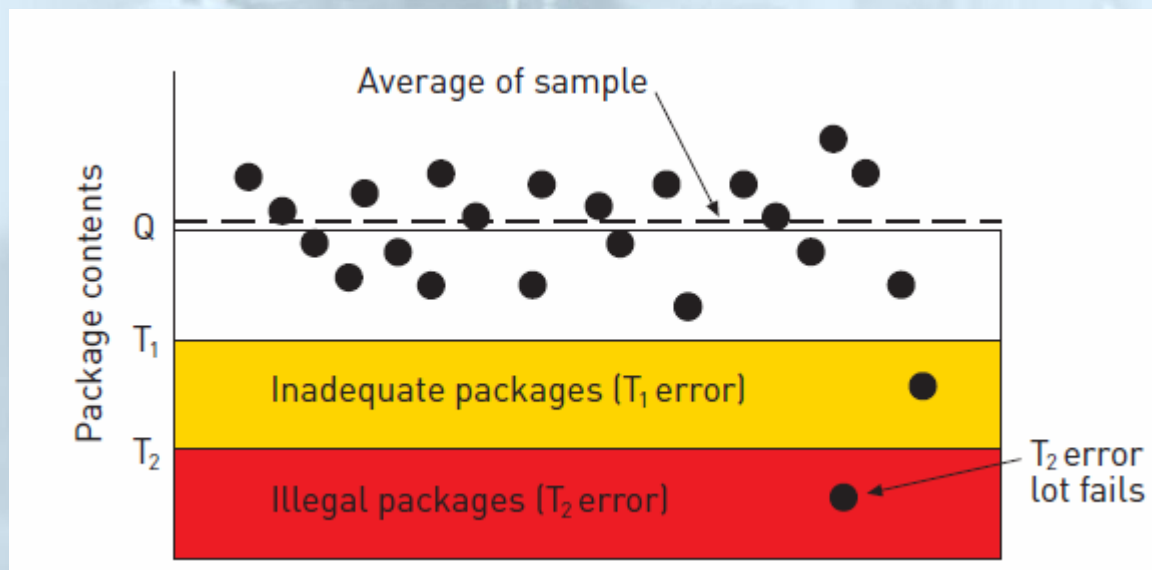 Average of sample
Package contents
Q
T₁
Inadequate packages (T₁ error)
T₂
Illegal packages (T₂ error)
T₂ error
lot fails